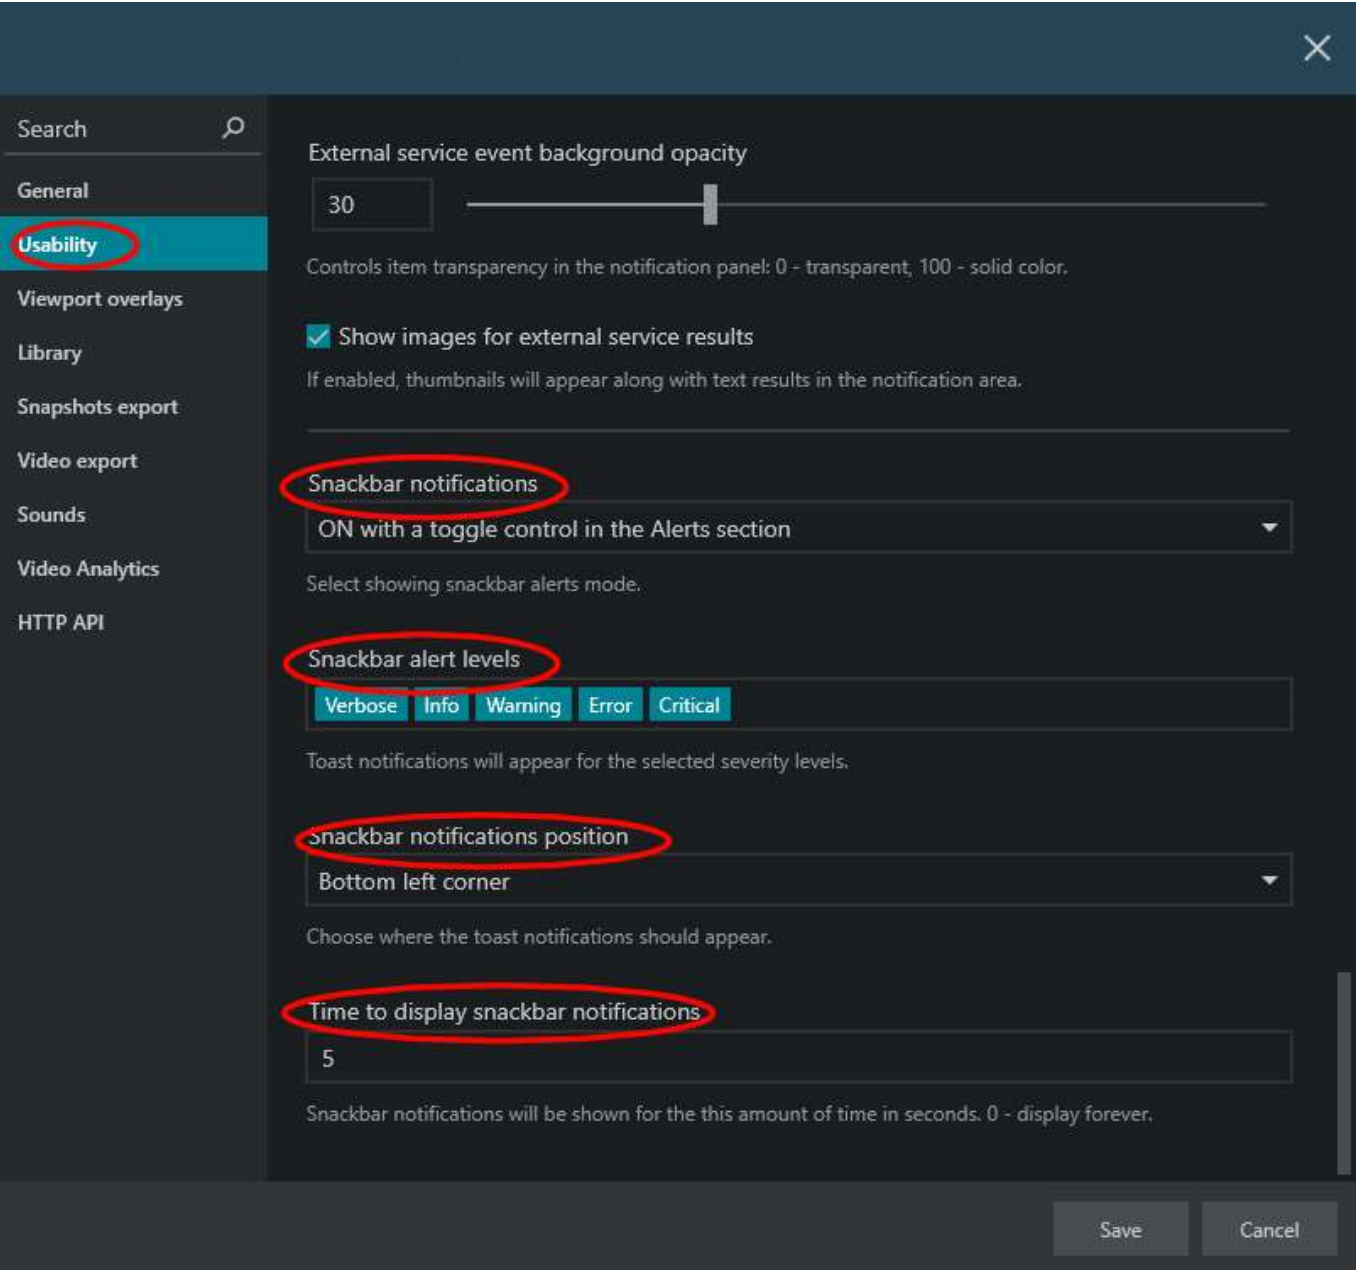 Search
General
Usability
Viewport overlays
Library
Snapshots export
Video export
Sounds
Video Analytics
HTTP API
External service event background opacity
30
Controls item transparency in the notification panel: 0 - transparent, 100 - solid color.
Show images for external service results
If enabled, thumbnails will appear along with text results in the notification area.
Snackbar notifications
ON with a toggle control in the Alerts section
Select showing snackbar alerts mode.
Snackbar alert levels
Verbose Info Warning Error Critical
Toast notifications will appear for the selected severity levels.
Snackbar notifications position
Bottom left corner
Choose where the toast notifications should appear.
Time to display snackbar notifications
5
Snackbar notifications will be shown for the this amount of time in seconds. 0 - display forever.
Save Cancel